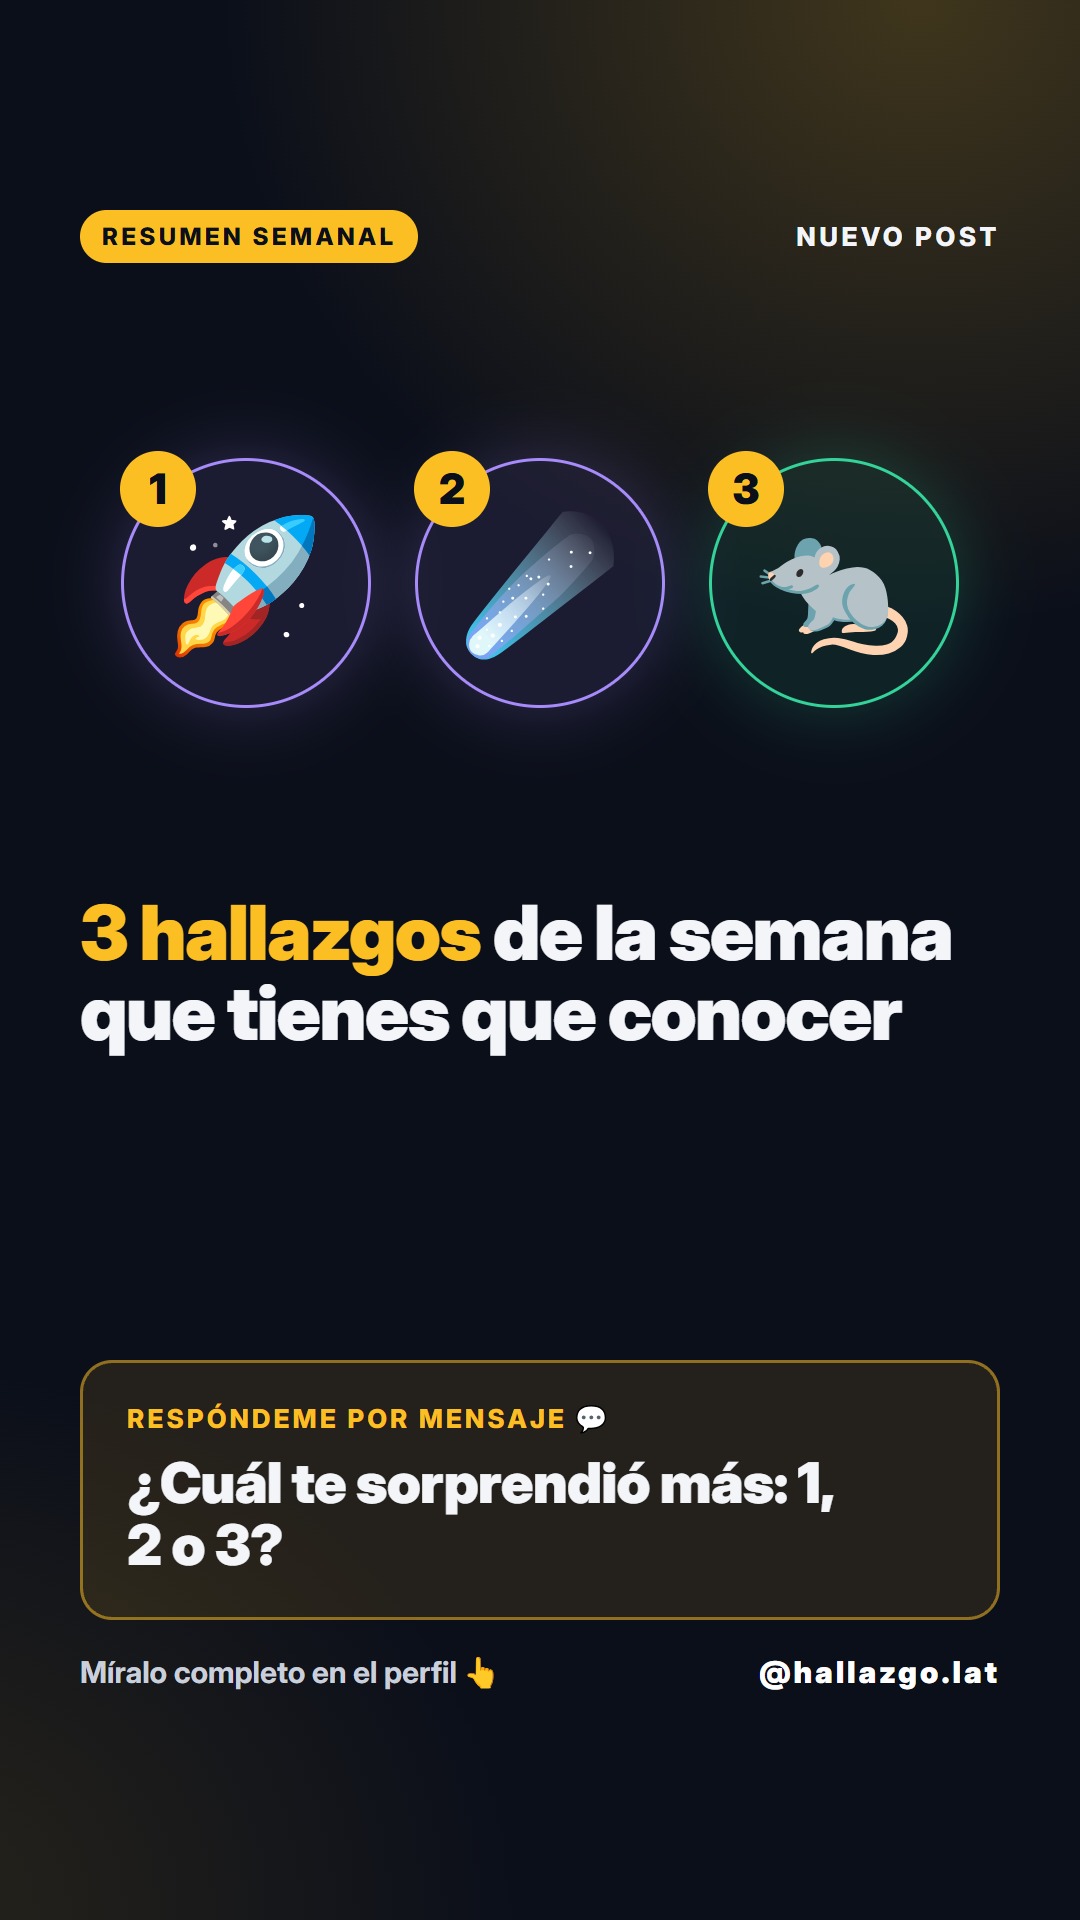 RESUMEN SEMANAL
NUEVO POST
1
2
3
3 hallazgos de la semana
que tienes que conocer
RESPÓNDEME POR MENSAJE 💬
¿Cuál te sorprendió más: 1,
2 o 3?
Míralo completo en el perfil 👆
@hallazgo.lat